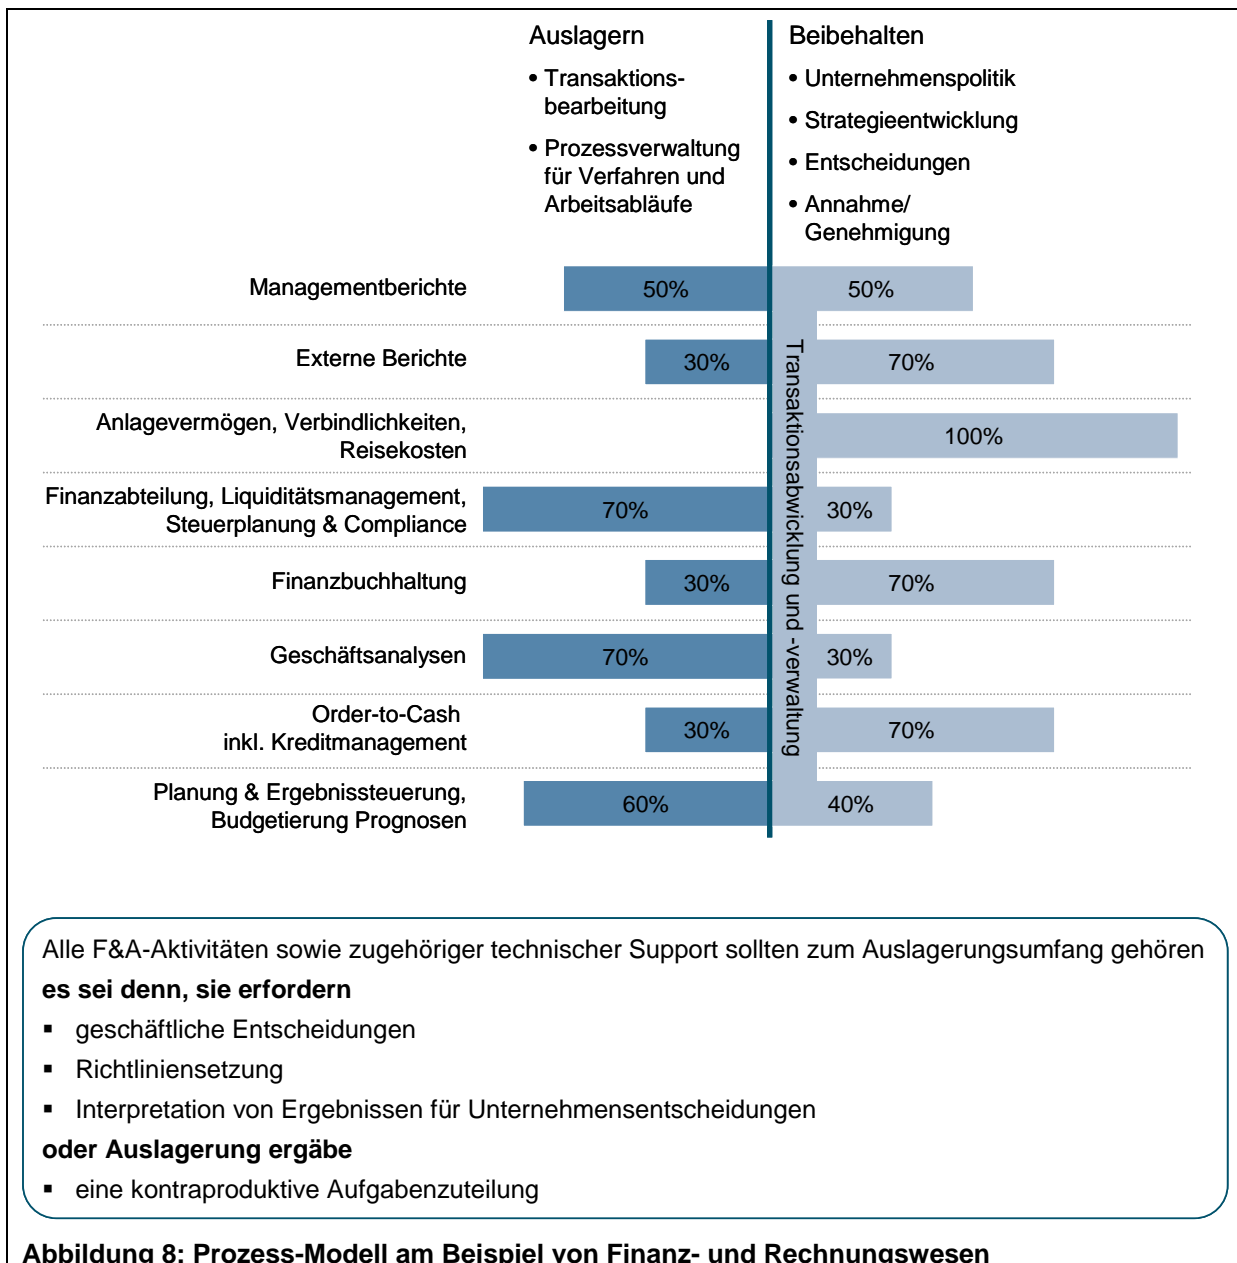 Auslagern
• Transaktions-
bearbeitung
• Prozessverwaltung
für Verfahren und
Arbeitsabläufe
Beibehalten
• Unternehmenspolitik
• Strategieentwicklung
• Entscheidungen
• Annahme/
Genehmigung
Managementberichte
50%
50%
Externe Berichte
30%
70%
Anlagevermögen, Verbindlichkeiten,
Reisekosten
100%
Finanzabteilung, Liquiditätsmanagement,
Steuerplanung & Compliance
70%
30%
Finanzbuchhaltung
30%
70%
Geschäftsanalysen
70%
30%
Order-to-Cash
inkl. Kreditmanagement
30%
70%
Planung & Ergebnissteuerung,
Budgetierung Prognosen
60%
40%
Transaktionsabwicklung und -verwaltung
Alle F&A-Aktivitäten sowie zugehöriger technischer Support sollten zum Auslagerungsumfang gehören
es sei denn, sie erfordern
▪ geschäftliche Entscheidungen
▪ Richtliniensetzung
▪ Interpretation von Ergebnissen für Unternehmensentscheidungen
oder Auslagerung ergäbe
▪ eine kontraproduktive Aufgabenzuteilung
Abbildung 8: Prozess-Modell am Beispiel von Finanz- und Rechnungswesen